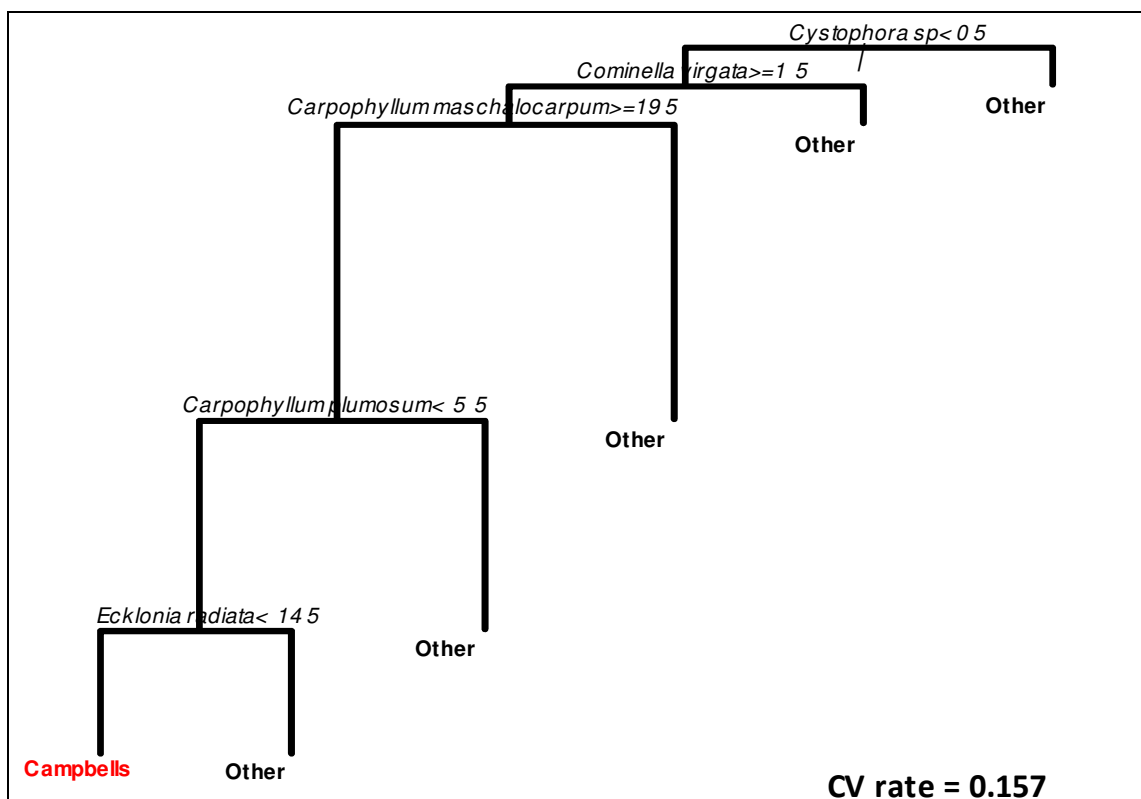 Cystophora sp< 0 5
Cominella virgata>=1 5
Other
Carpophyllum maschalocarpum>=19 5
Other
Carpophyllum plumosum< 5 5
Other
Ecklonia radiata< 14 5
Other
Campbells
Other
CV rate = 0.157